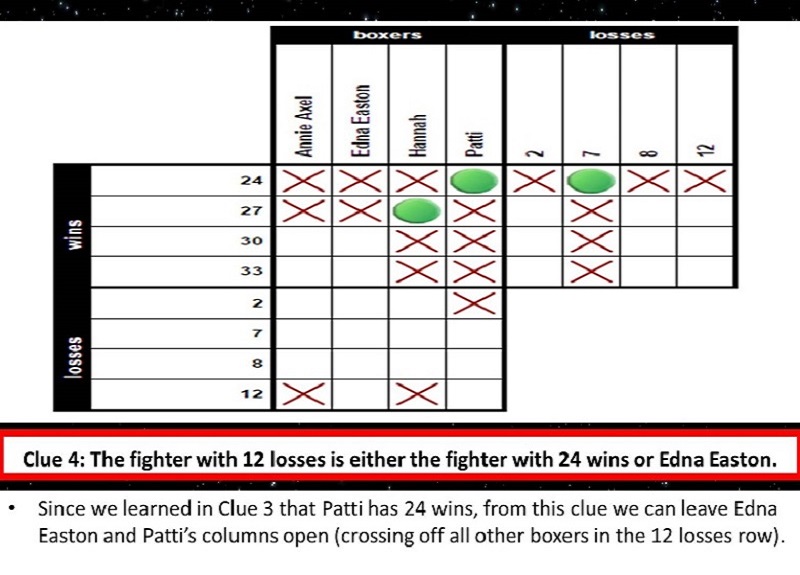 boxers losses
Annie Axel Edna Easton Hannah Patti 2 7 8 12
wins
24
27
30
33
losses
2
7
8
12
Clue 4: The fighter with 12 losses is either the fighter with 24 wins or Edna Easton.
• Since we learned in Clue 3 that Patti has 24 wins, from this clue we can leave Edna
Easton and Patti's columns open (crossing off all other boxers in the 12 losses row).